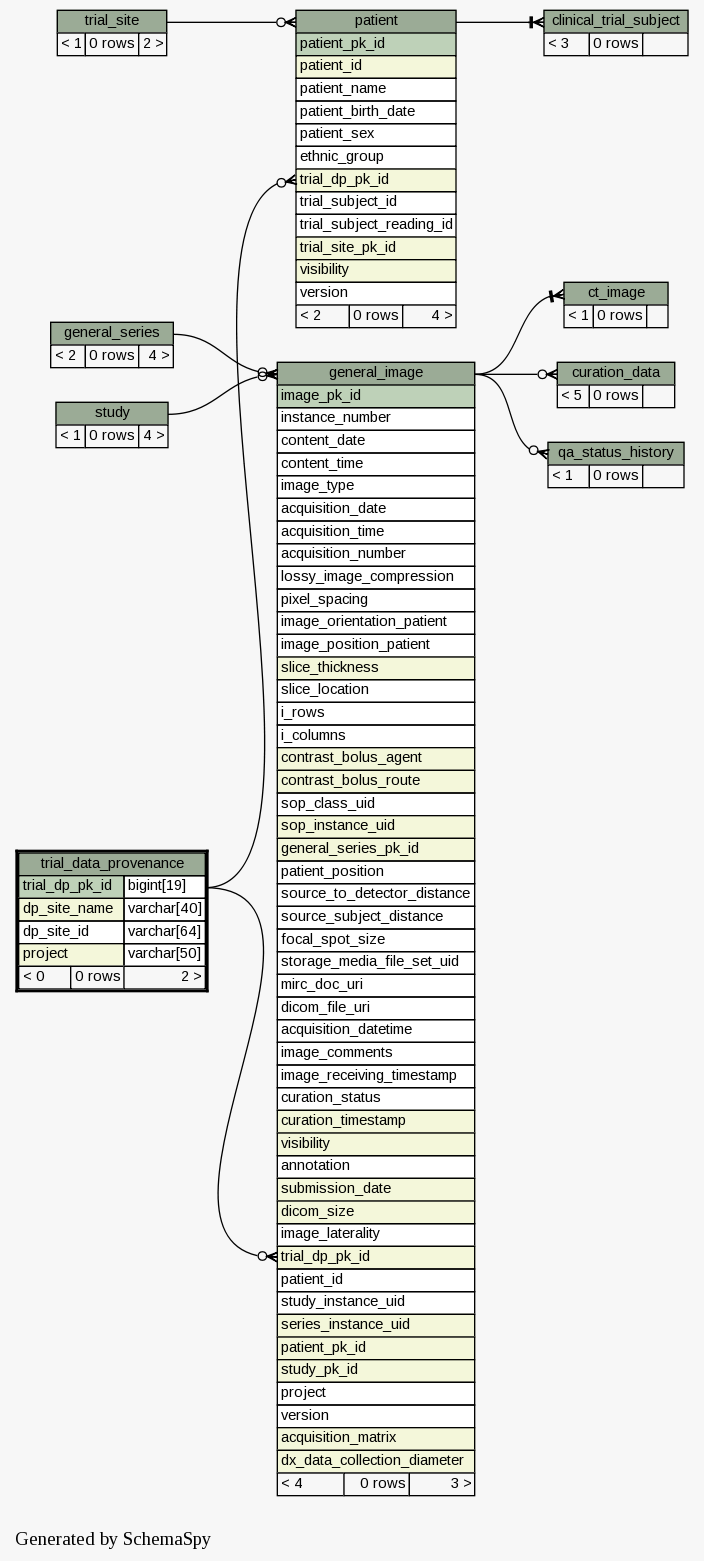 trial_site
< 1 0 rows 2 >
patient
patient_pk_id
patient_id
patient_name
patient_birth_date
patient_sex
ethnic_group
trial_dp_pk_id
trial_subject_id
trial_subject_reading_id
trial_site_pk_id
visibility
version
< 2 0 rows 4 >
clinical_trial_subject
< 3 0 rows
general_series
< 2 0 rows 4 >
study
< 1 0 rows 4 >
ct_image
< 1 0 rows
curation_data
< 5 0 rows
qa_status_history
< 1 0 rows
general_image
image_pk_id
instance_number
content_date
content_time
image_type
acquisition_date
acquisition_time
acquisition_number
lossy_image_compression
pixel_spacing
image_orientation_patient
image_position_patient
slice_thickness
slice_location
i_rows
i_columns
contrast_bolus_agent
contrast_bolus_route
sop_class_uid
sop_instance_uid
general_series_pk_id
patient_position
source_to_detector_distance
source_subject_distance
focal_spot_size
storage_media_file_set_uid
mirc_doc_uri
dicom_file_uri
acquisition_datetime
image_comments
image_receiving_timestamp
curation_status
curation_timestamp
visibility
annotation
submission_date
dicom_size
image_laterality
trial_dp_pk_id
patient_id
study_instance_uid
series_instance_uid
patient_pk_id
study_pk_id
project
version
acquisition_matrix
dx_data_collection_diameter
< 4 0 rows 3 >
trial_data_provenance
trial_dp_pk_id bigint[19]
dp_site_name varchar[40]
dp_site_id varchar[64]
project varchar[50]
< 0 0 rows 2 >
Generated by SchemaSpy